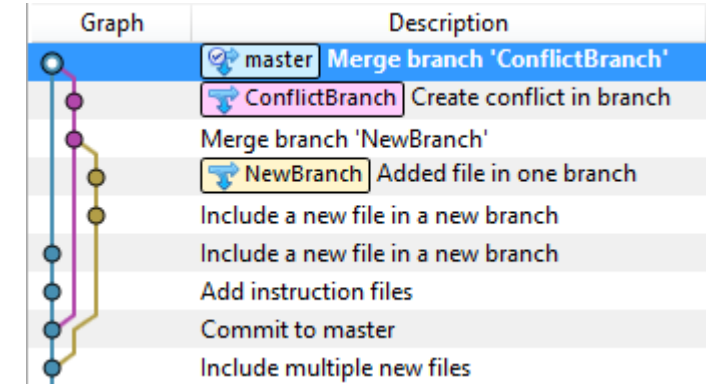 Graph Description
master Merge branch 'ConflictBranch'
ConflictBranch Create conflict in branch
Merge branch 'NewBranch'
NewBranch Added file in one branch
Include a new file in a new branch
Include a new file in a new branch
Add instruction files
Commit to master
Include multiple new files